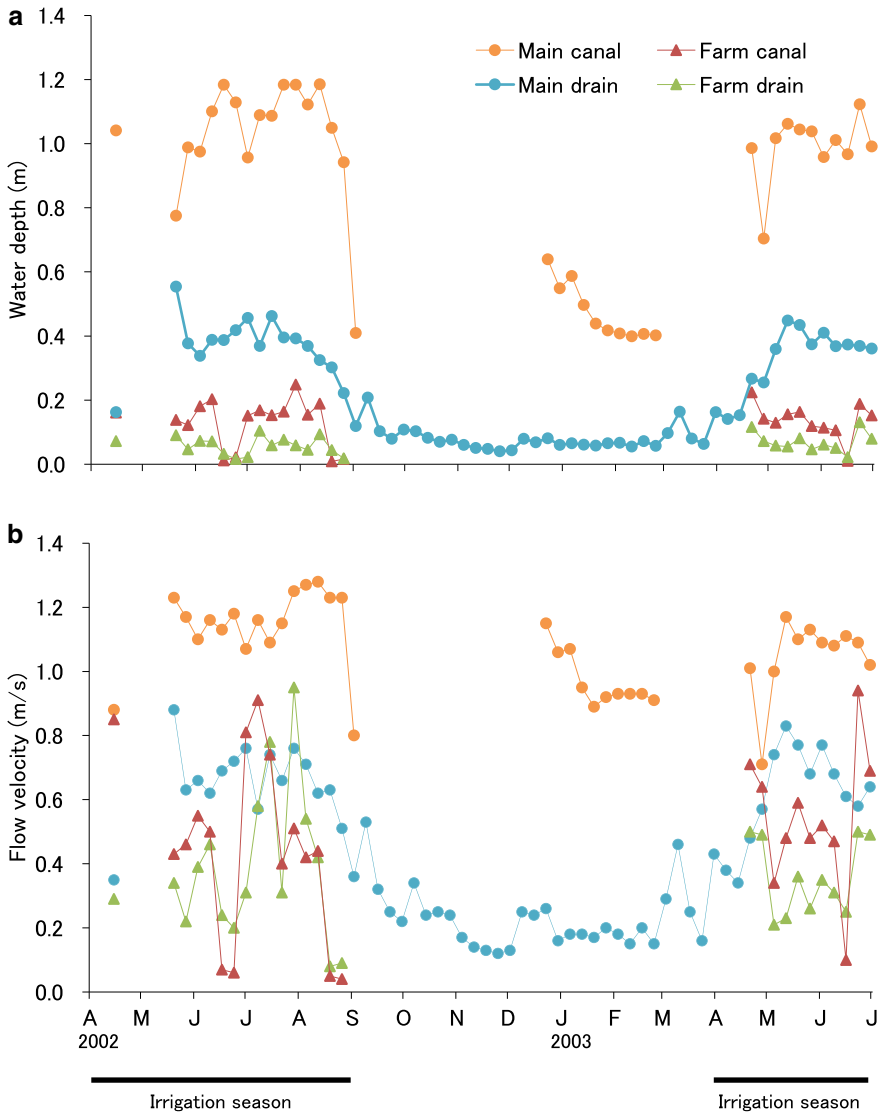 a
Main canal
Farm canal
Main drain
Farm drain
Water depth (m)
1.4
1.2
1.0
0.8
0.6
0.4
0.2
0.0
b
Flow velocity (m/s)
1.4
1.2
1.0
0.8
0.6
0.4
0.2
0.0
A M J J A S O N D J F M A M J J
2002 2003
Irrigation season Irrigation season